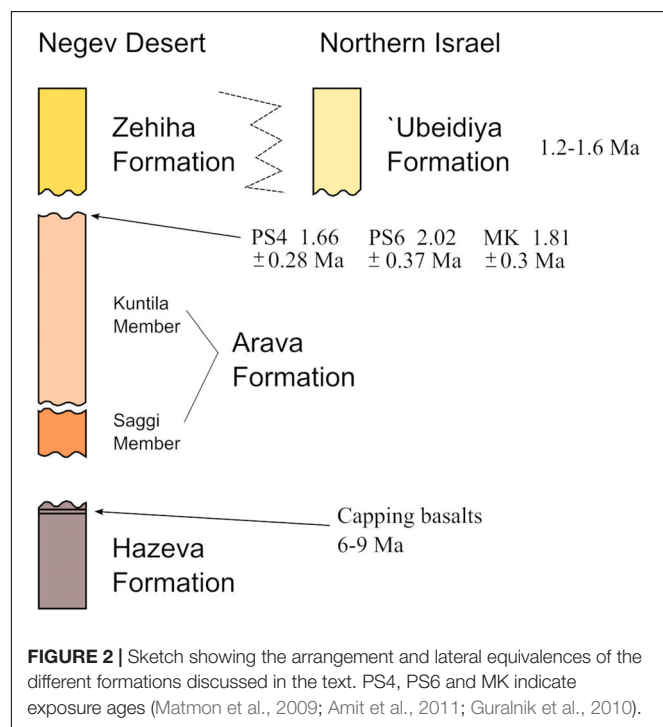 Negev Desert
Northern Israel
Zehiha
Formation
`Ubeidiya
Formation
1.2-1.6 Ma
PS4 1.66
±0.28 Ma
PS6 2.02
±0.37 Ma
MK 1.81
±0.3 Ma
Kuntila
Member
Arava
Formation
Saggi
Member
Capping basalts
6-9 Ma
Hazeva
Formation
FIGURE 2 | Sketch showing the arrangement and lateral equivalences of the
different formations discussed in the text. PS4, PS6 and MK indicate
exposure ages (Matmon et al., 2009; Amit et al., 2011; Guralnik et al., 2010).